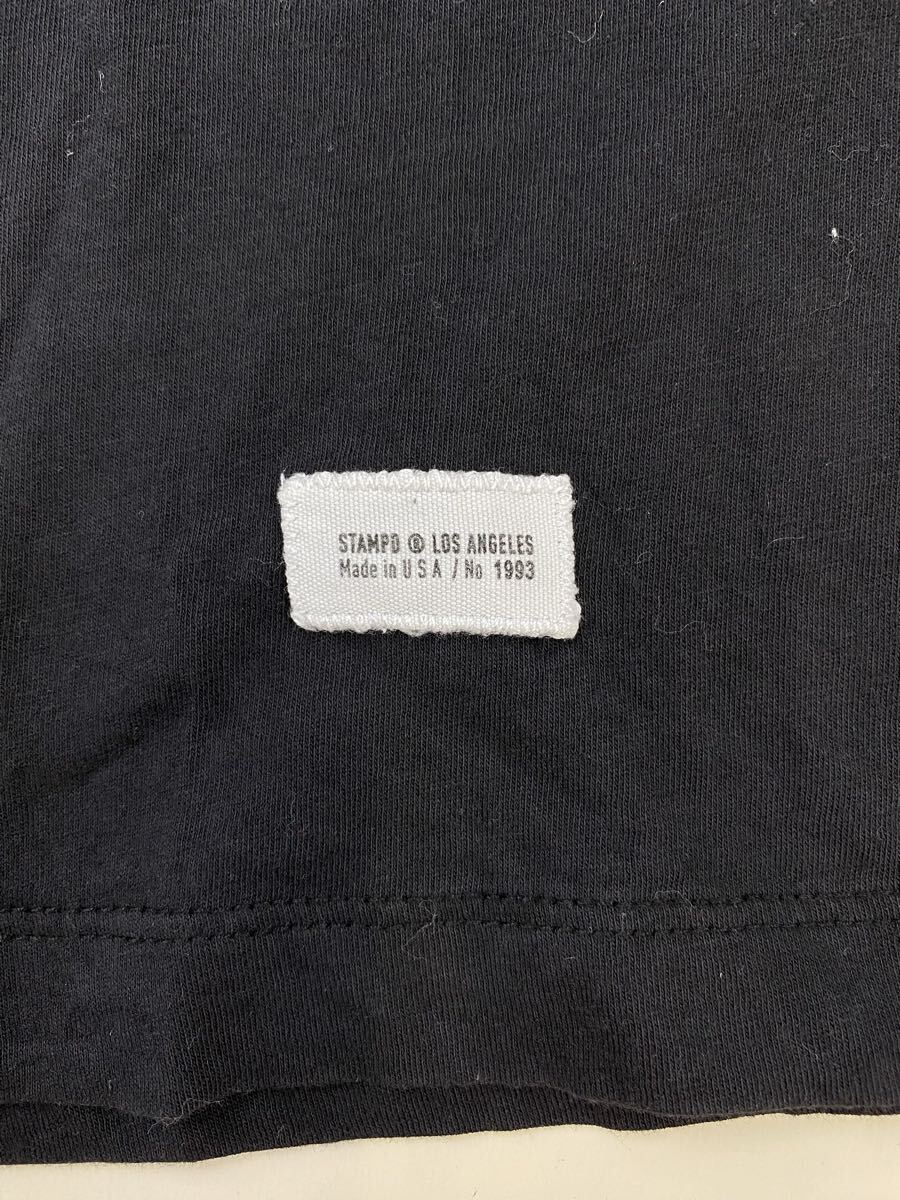 STAMPD ® LOS ANGELES
Made in U S A / No 1993